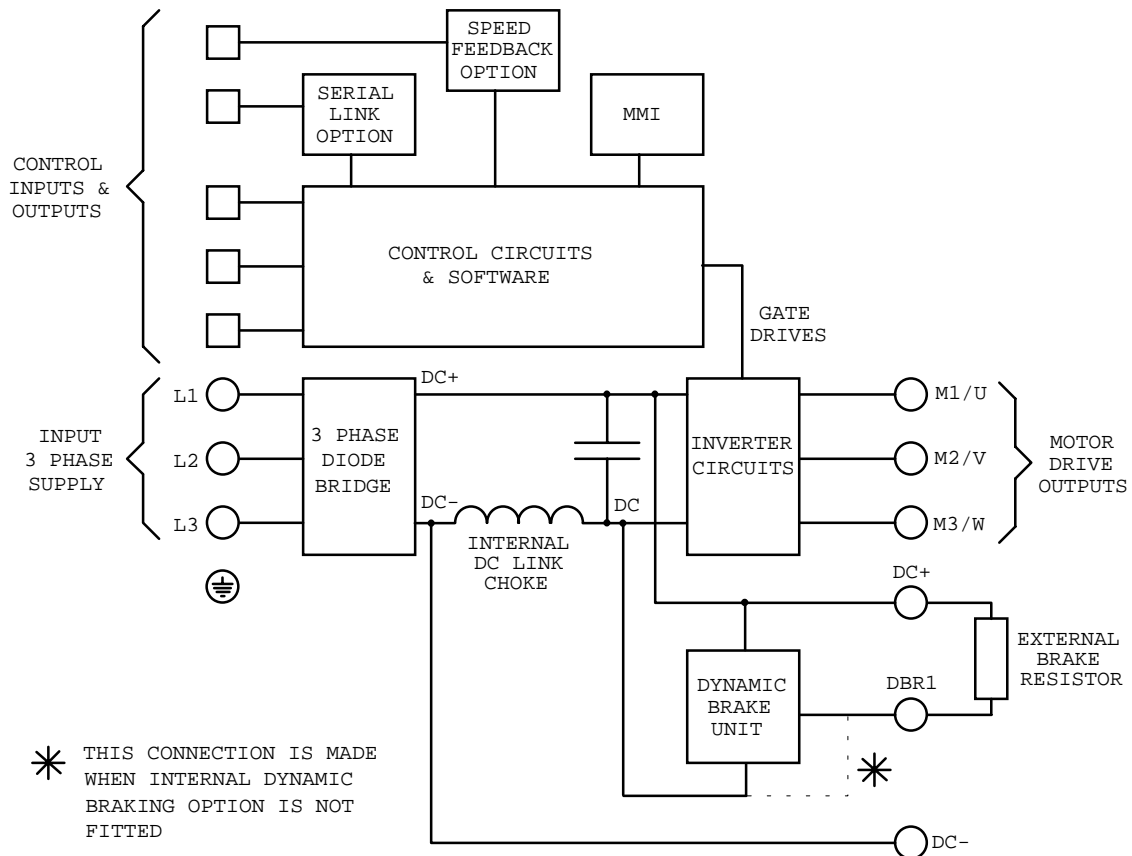 SPEED
FEEDBACK
OPTION
SERIAL
LINK
OPTION
MMI
CONTROL
INPUTS &
OUTPUTS
CONTROL CIRCUITS
& SOFTWARE
GATE
DRIVES
L1
DC+
M1/U
INPUT
3 PHASE
SUPPLY
L2
3 PHASE
DIODE
BRIDGE
INVERTER
CIRCUITS
M2/V
MOTOR
DRIVE
OUTPUTS
L3
DC-
DC
M3/W
INTERNAL
DC LINK
CHOKE
DC+
EXTERNAL
BRAKE
RESISTOR
DYNAMIC
BRAKE
UNIT
DBR1
THIS CONNECTION IS MADE
WHEN INTERNAL DYNAMIC
BRAKING OPTION IS NOT
FITTED
DC-